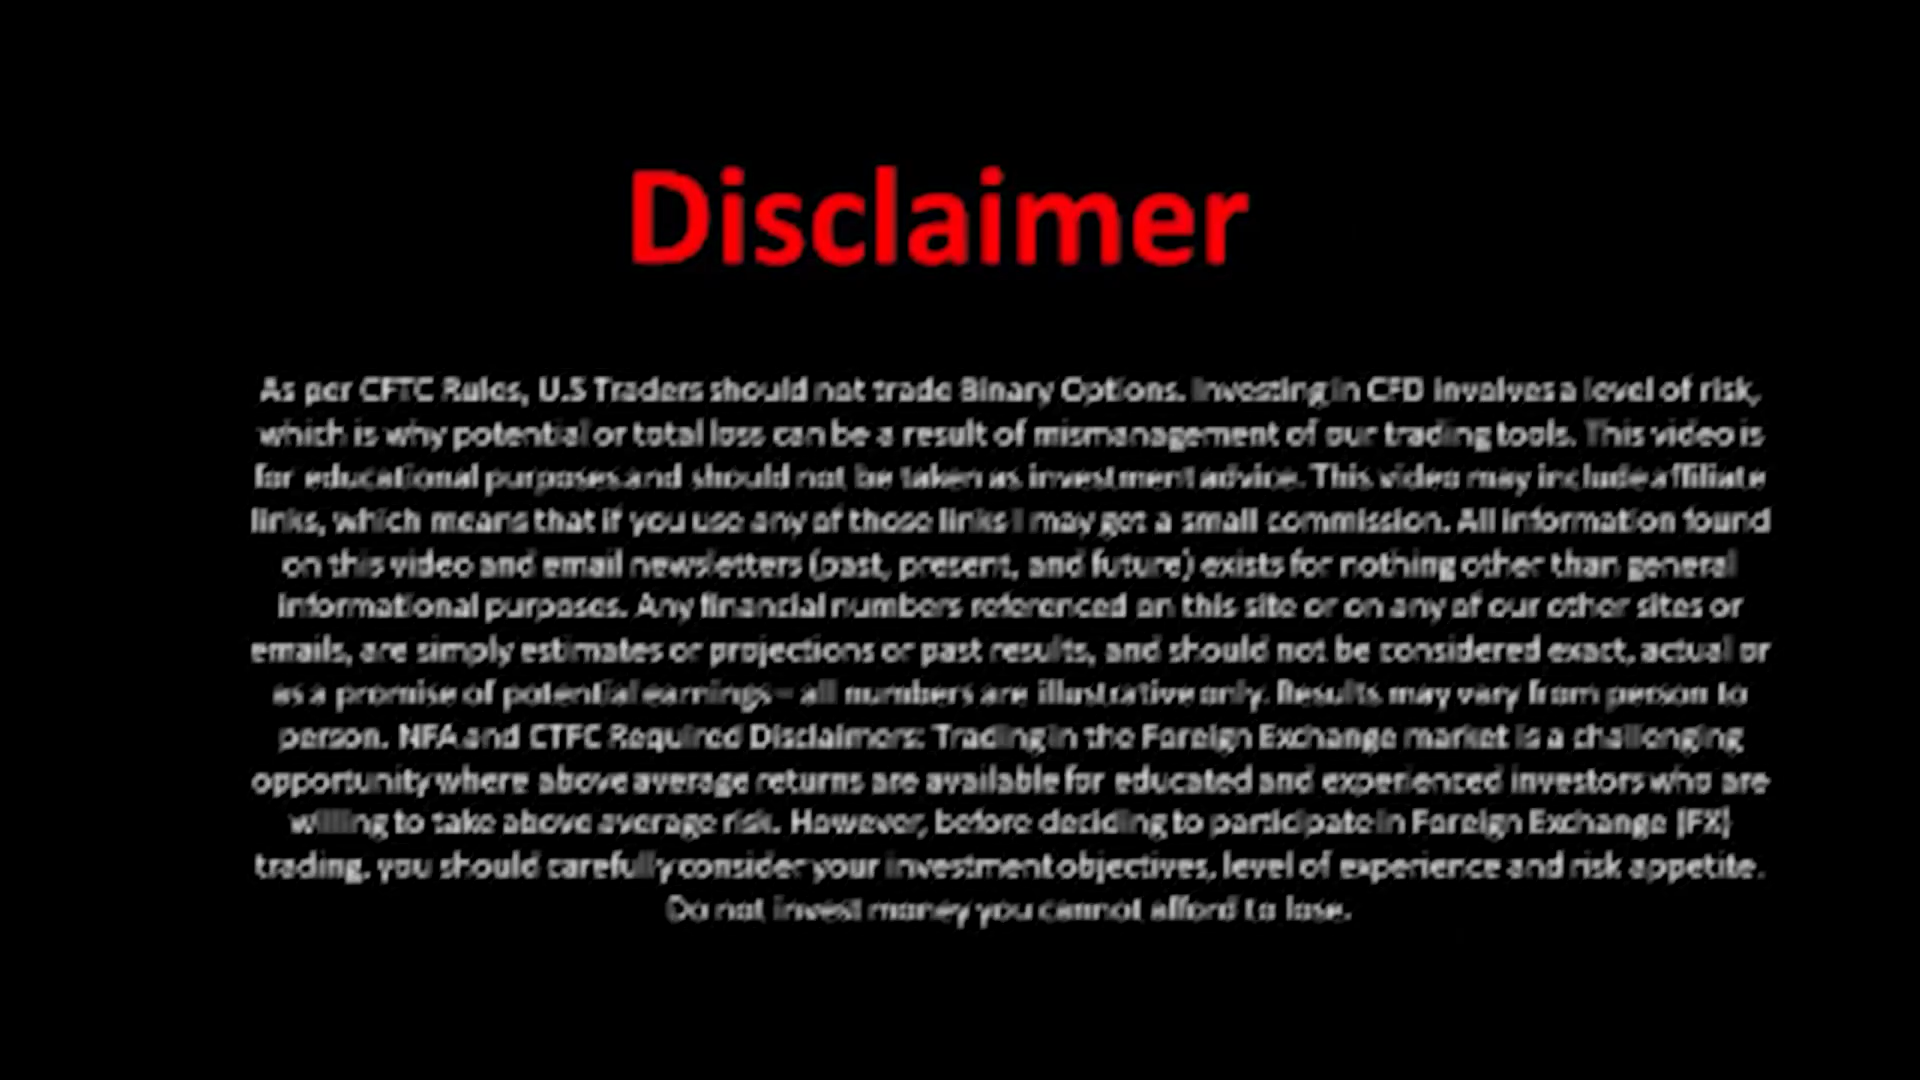 Disclaimer
As per CFTC Rules, U.S Traders should not trade Binary Options. Investing in CFD involves a level of risk,
which is why potential or total loss can be a result of mismanagement of our trading tools. This video is
for educational purposes and should not be taken as investment advice. This video may include affiliate
links, which means that if you use any of those links I may get a small commission. All information found
on this video and email newsletters (past, present, and future) exists for nothing other than general
informational purposes. Any financial numbers referenced on this site or on any of our other sites or
emails, are simply estimates or projections or past results, and should not be considered exact, actual or
as a promise of potential earnings – all numbers are illustrative only. Results may vary from person to
person. NFA and CTFC Required Disclaimers: Trading in the Foreign Exchange market is a challenging
opportunity where above average returns are available for educated and experienced investors who are
willing to take above average risk. However, before deciding to participate in Foreign Exchange (FX)
trading, you should carefully consider your investment objectives, level of experience and risk appetite.
Do not invest money you cannot afford to lose.